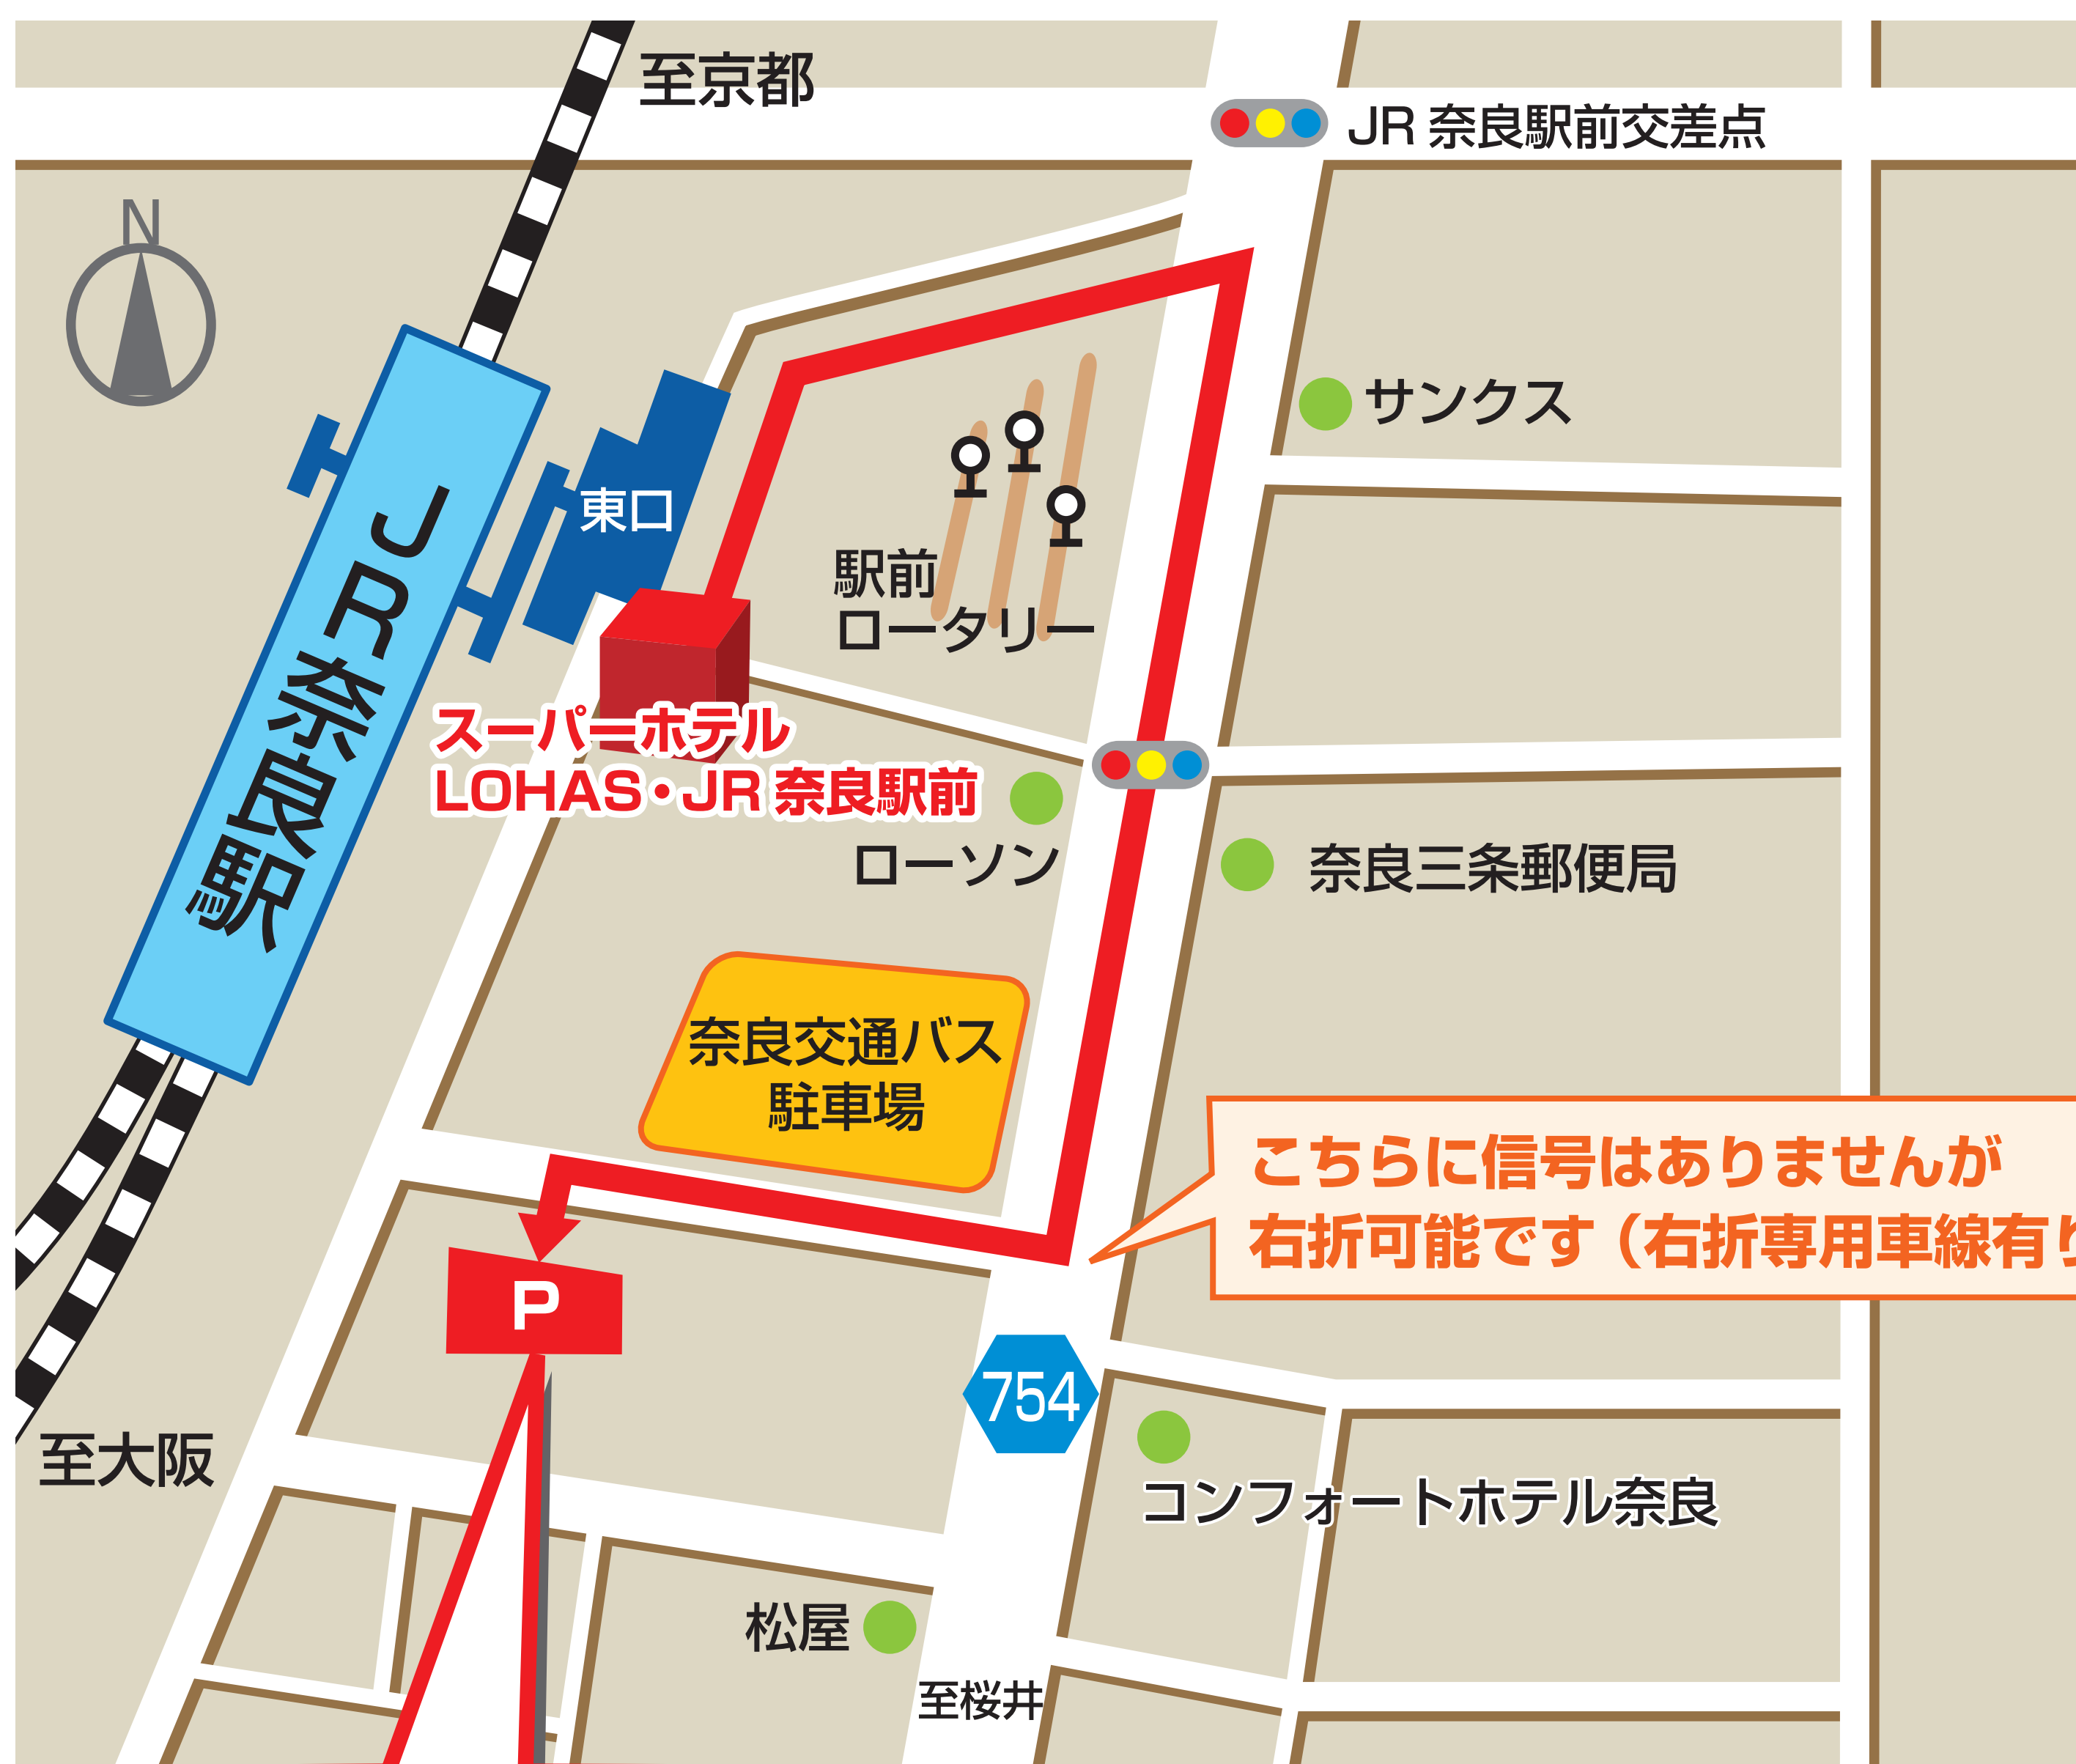 至京都
JR 奈良駅前交差点
N
サンクス
東口
JR奈良駅
駅前
ロータリー
スーパーホテル
LOHAS・JR 奈良駅前
ローソン
奈良三条郵便局
奈良交通バス
駐車場
こちらに信号はありませんが
右折可能です（右折専用車線有り
P
754
至大阪
コンフォートホテル奈良
松屋
至桜井